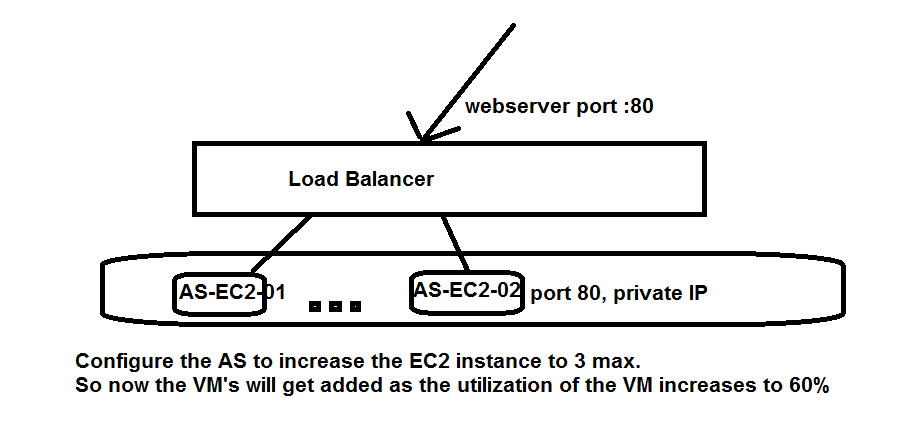 webserver port :80
Load Balancer
AS-EC2-01
AS-EC2-02 port 80, private IP
Configure the AS to increase the EC2 instance to 3 max.
So now the VM's will get added as the utilization of the VM increases to 60%